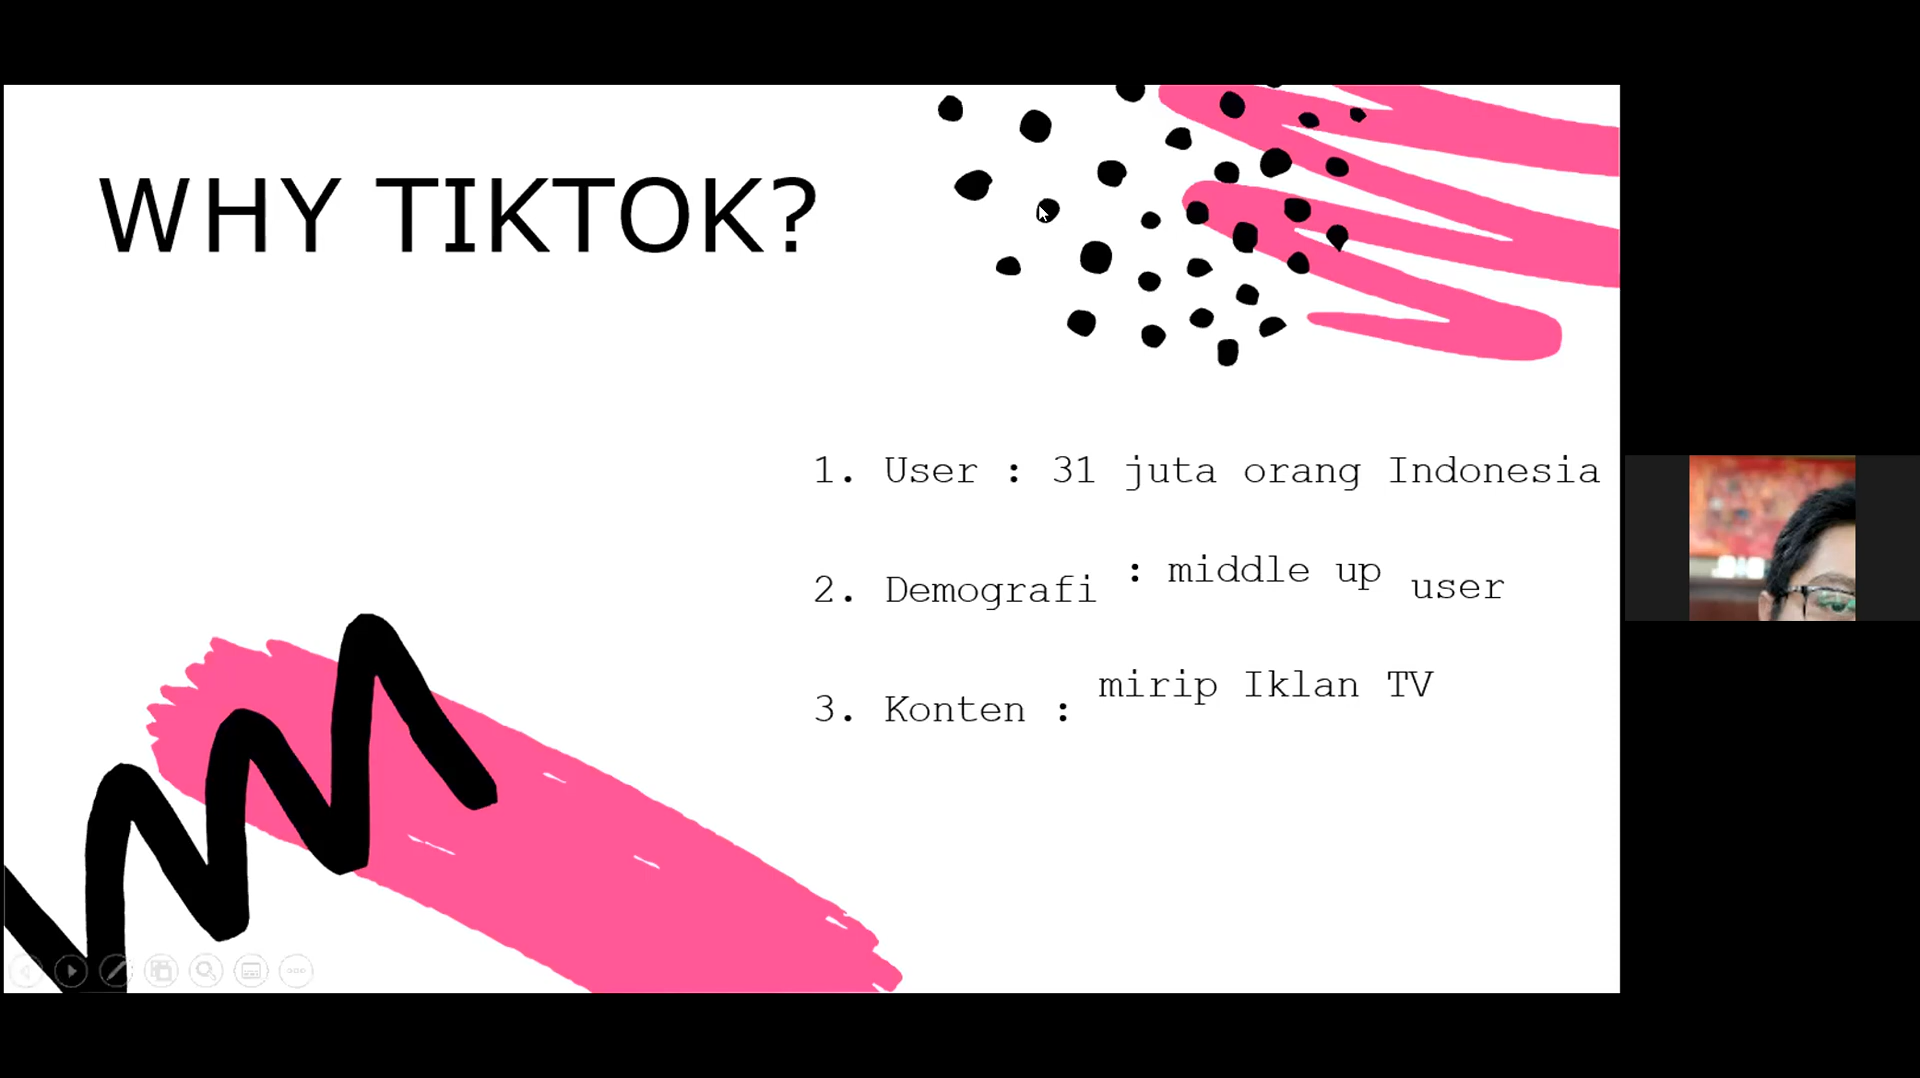 WHY TIKTOK?
1. User : 31 juta orang Indonesia
2. Demografi : middle up user
3. Konten : mirip Iklan TV